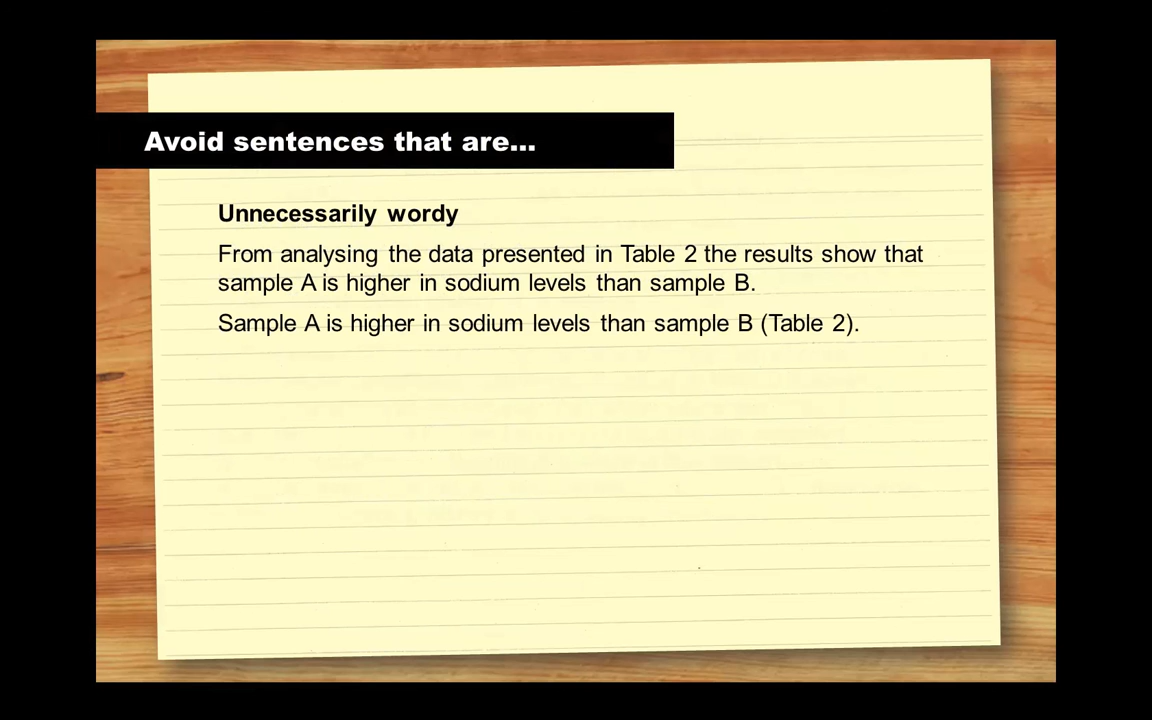 Avoid sentences that are...
Unnecessarily wordy
From analysing the data presented in Table 2 the results show that
sample A is higher in sodium levels than sample B.
Sample A is higher in sodium levels than sample B (Table 2).